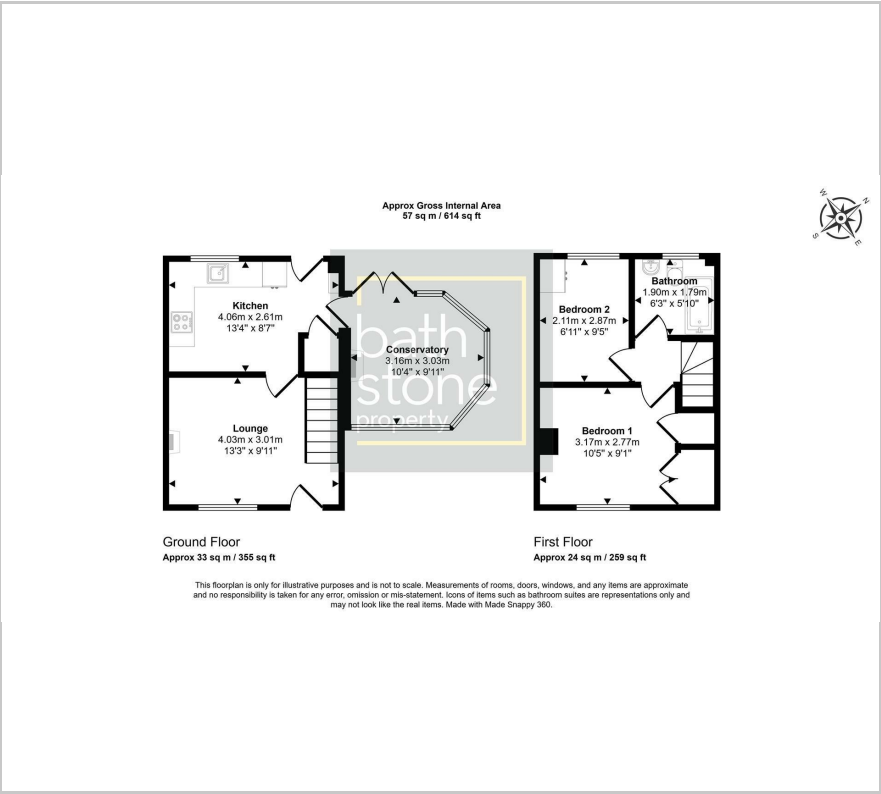 Approx Gross Internal Area
57 sq m / 614 sq ft
W
N
S
E
Kitchen
4.06m x 2.61m
13'4" x 8'7"
Lounge
4.03m x 3.01m
13'3" x 9'11"
bath
stone
property
Conservatory
3.16m x 3.03m
10'4" x 9'11"
Bedroom 2
2.11m x 2.87m
6'11" x 9'5"
Bathroom
1.90m x 1.79m
6'3" x 5'10"
Bedroom 1
3.17m x 2.77m
10'5" x 9'1"
Ground Floor
Approx 33 sq m / 355 sq ft
First Floor
Approx 24 sq m / 259 sq ft
This floorplan is only for illustrative purposes and is not to scale. Measurements of rooms, doors, windows, and any items are approximate
and no responsibility is taken for any error, omission or mis-statement. Icons of items such as bathroom suites are representations only and
may not look like the real items. Made with Made Snappy 360.